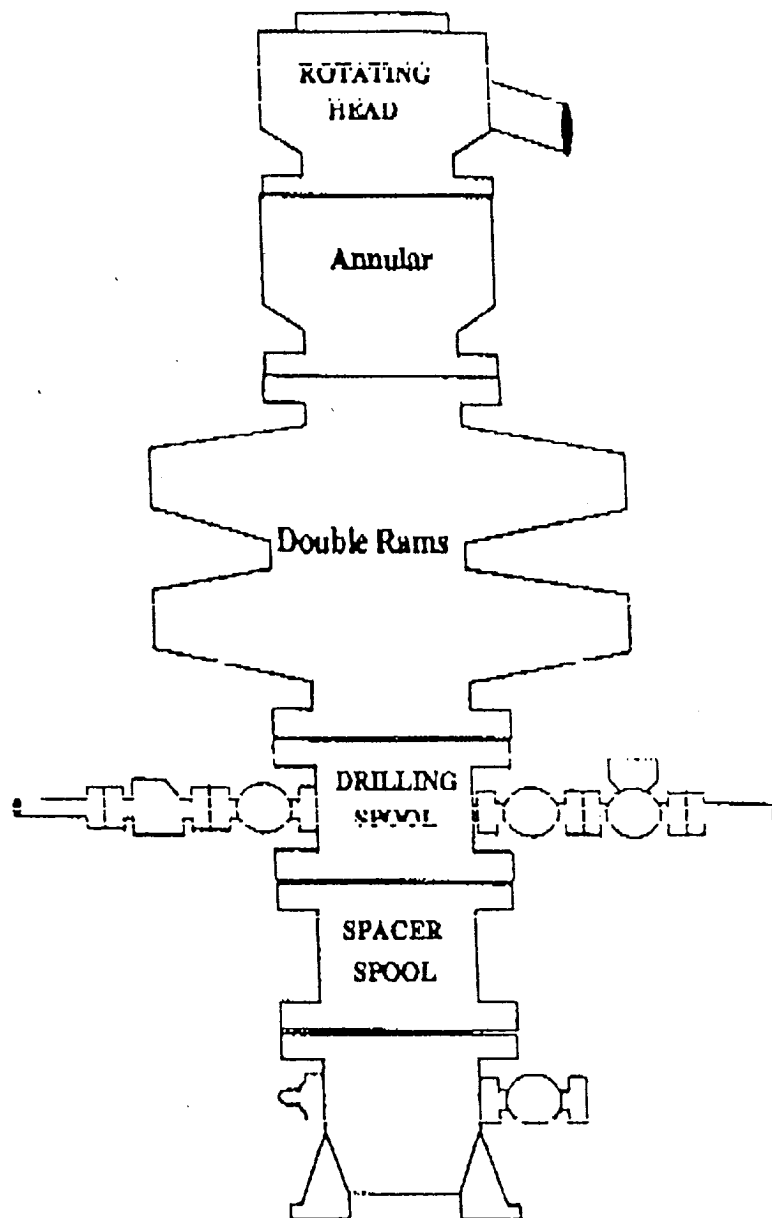 ROTATING
HEAD
Annular
Double Rams
DRILLING
SPOOL
SPACER
SPOOL